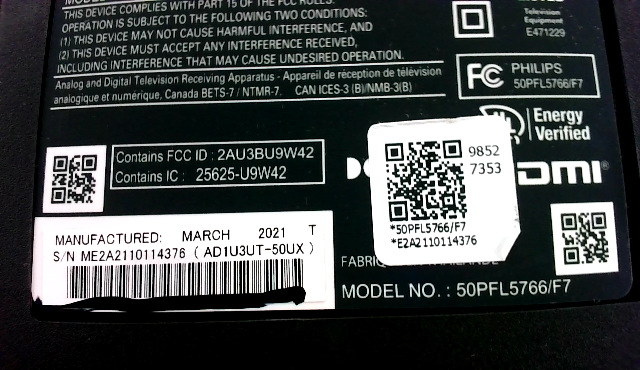 THIS DEVICE COMPLIES WITH PART 15 OF THE FCC RULES.
OPERATION IS SUBJECT TO THE FOLLOWING TWO CONDITIONS:
(1) THIS DEVICE MAY NOT CAUSE HARMFUL INTERFERENCE, AND
(2) THIS DEVICE MUST ACCEPT ANY INTERFERENCE RECEIVED,
INCLUDING INTERFERENCE THAT MAY CAUSE UNDESIRED OPERATION.
Analog and Digital Television Receiving Apparatus - Appareil de réception de télévision
analogique et numérique, Canada BETS-7 / NTMR-7. CAN ICES-3 (B)/NMB-3(B)
Television
Equipment
E471229
FC PHILIPS
50PFL5766/F7
Energy
Verified
Contains FCC ID : 2AU3BU9W42
Contains IC : 25625-U9W42
9852
7353
*50PFL5766/F7
*E2A2110114376
HDMI®
MANUFACTURED: MARCH 2021 T
S/N ME2A2110114376 ( AD1U3UT-50UX )
MODEL NO. : 50PFL5766/F7